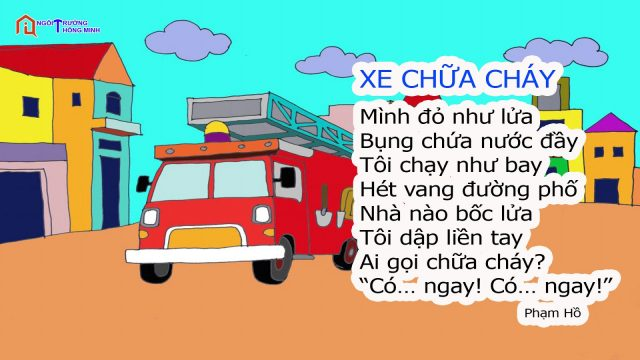 NGÔI TRƯỜNG
THÔNG MINH
XE CHỮA CHÁY
Mình đỏ như lửa
Bụng chứa nước đầy
Tôi chạy như bay
Hét vang đường phố
Nhà nào bốc lửa
Tôi dập liền tay
Ai gọi chữa cháy?
“Có... ngay! Có... ngay!”
Phạm Hồ